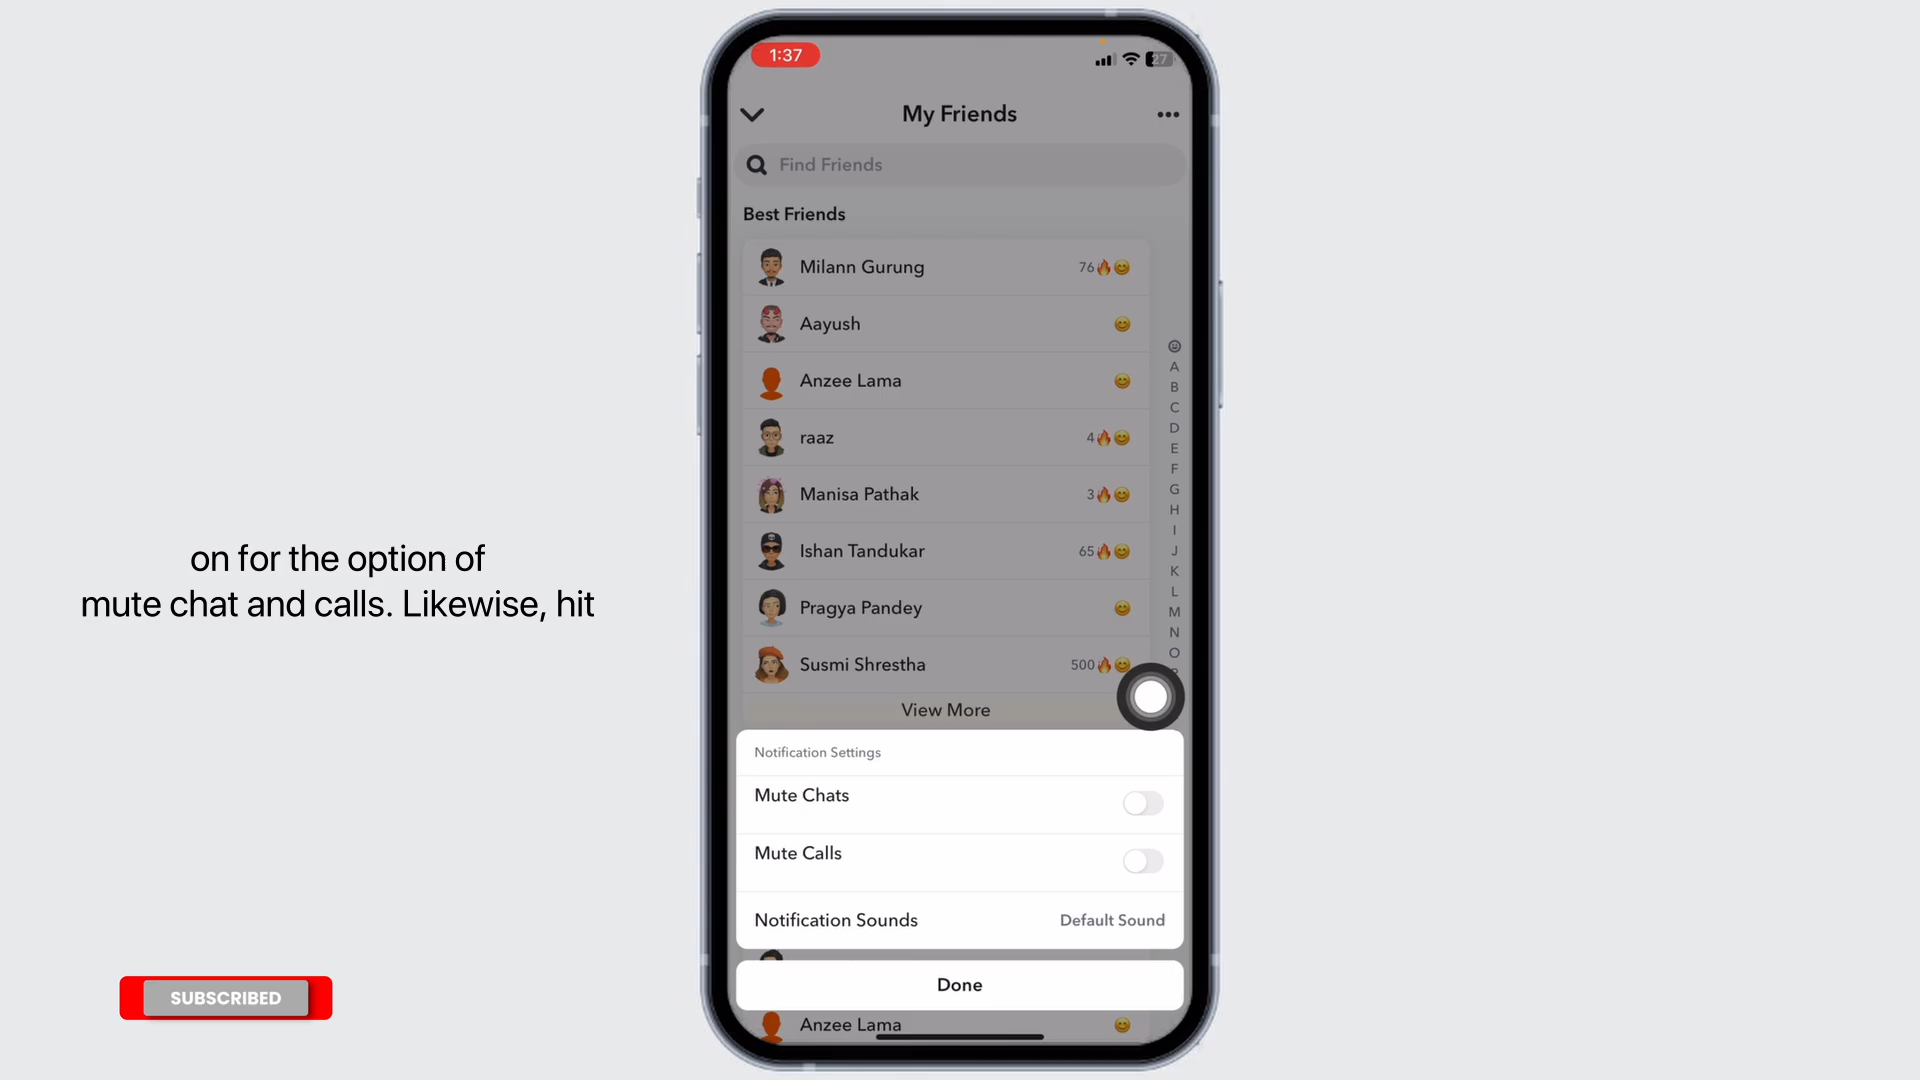 1:37
27
My Friends
Find Friends
Best Friends
Milann Gurung 76🔥😊
Aayush 😊
Anzee Lama 😊
raaz 4🔥😊
Manisa Pathak 3🔥😊
Ishan Tandukar 65🔥😊
Pragya Pandey 😊
Susmi Shrestha 500🔥😊
View More
A
B
C
D
E
F
G
H
I
J
K
L
M
N
O
Notification Settings
Mute Chats
Mute Calls
Notification Sounds Default Sound
Done
Anzee Lama 😊
on for the option of
mute chat and calls. Likewise, hit
SUBSCRIBED